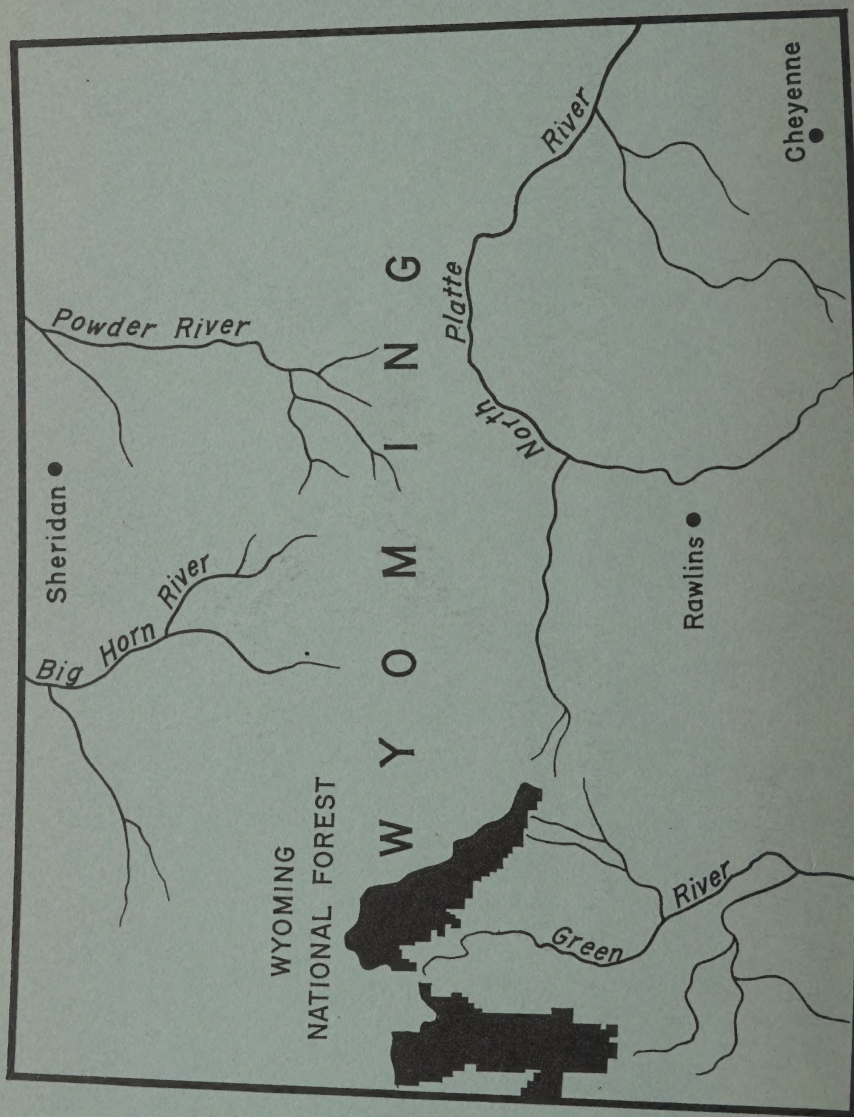 Sheridan
Big Horn River
Powder River
WYOMING
NATIONAL FOREST
WYOMING
North Platte River
Green River
Rawlins
Cheyenne